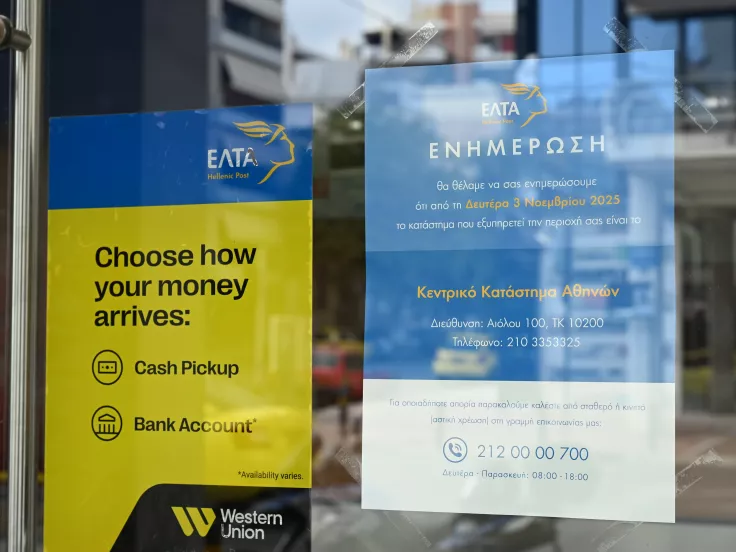 ΕΛΤΑ
Hellenic Post
Choose how
your money
arrives:
Cash Pickup
Bank Account*
*Availability varies.
Western
Union
ΕΛΤΑ
Hellenic Post
ΕΝΗΜΕΡΩΣΗ
θα θέλαμε να σας ενημερώσουμε
ότι από τη Δευτέρα 3 Νοεμβρίου 2025
το κατάστημα που εξυπηρετεί την περιοχή σας είναι το
Κεντρικό Κατάστημα Αθηνών
Διεύθυνση: Αιόλου 100, ΤΚ 10200
Τηλέφωνο: 210 3353325
Για οποιαδήποτε απορία παρακαλούμε καλέστε από σταθερό ή κινητό
(αστική χρέωση) στη γραμμή επικοινωνίας μας:
212 00 00 700
Δευτέρα - Παρασκευή: 08:00 - 18:00